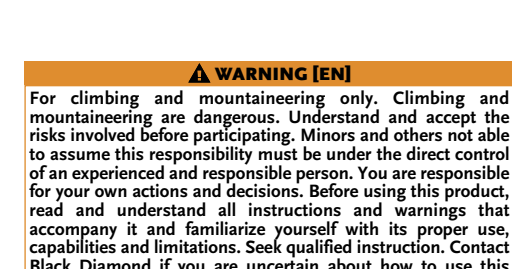 ⚠ WARNING [EN]
For climbing and mountaineering only. Climbing and
mountaineering are dangerous. Understand and accept the
risks involved before participating. Minors and others not able
to assume this responsibility must be under the direct control
of an experienced and responsible person. You are responsible
for your own actions and decisions. Before using this product,
read and understand all instructions and warnings that
accompany it and familiarize yourself with its proper use,
capabilities and limitations. Seek qualified instruction. Contact
Black Diamond if you are uncertain about how to use this